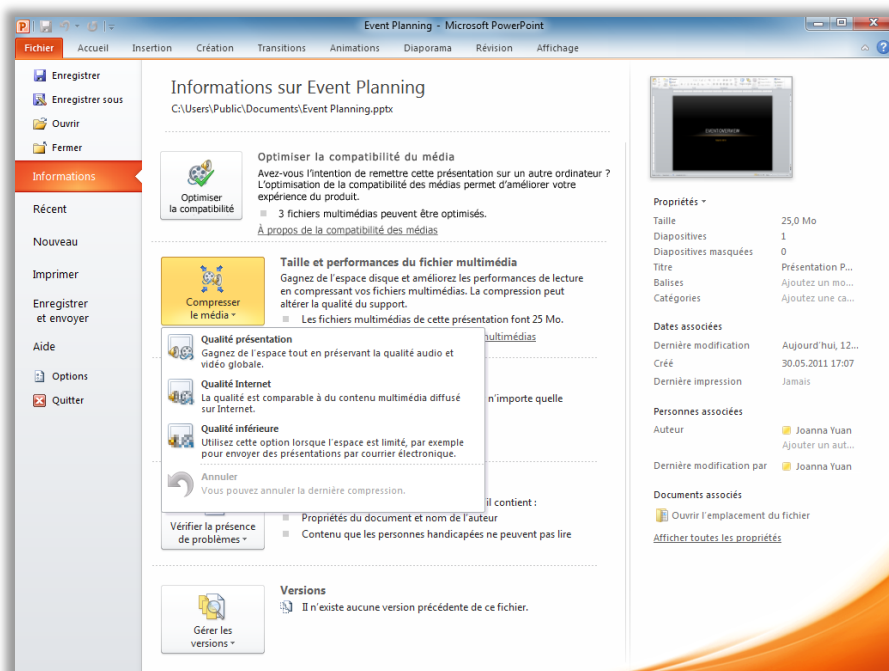 Event Planning - Microsoft PowerPoint
Fichier Accueil Insertion Création Transitions Animations Diaporama Révision Affichage
Enregistrer
Enregistrer sous
Ouvrir
Fermer
Informations
Récent
Nouveau
Imprimer
Enregistrer
et envoyer
Aide
Options
Quitter
Informations sur Event Planning
C:\Users\Public\Documents\Event Planning.pptx
Optimiser
la compatibilité
Optimiser la compatibilité du média
Avez-vous l'intention de remettre cette présentation sur un autre ordinateur ?
L'optimisation de la compatibilité des médias permet d'améliorer votre
expérience du produit.
3 fichiers multimédias peuvent être optimisés.
À propos de la compatibilité des médias
Compresser
le média
Taille et performances du fichier multimédia
Gagnez de l'espace disque et améliorez les performances de lecture
en compressant vos fichiers multimédias. La compression peut
altérer la qualité du support.
Les fichiers multimédias de cette présentation font 25 Mo.
multimédias
Qualité présentation
Gagnez de l'espace tout en préservant la qualité audio et
vidéo globale.
Qualité Internet
La qualité est comparable à du contenu multimédia diffusé
sur Internet.
Qualité inférieure
Utilisez cette option lorsque l'espace est limité, par exemple
pour envoyer des présentations par courrier électronique.
Annuler
Vous pouvez annuler la dernière compression.
n'importe quelle
il contient :
Vérifier la présence
de problèmes
Propriétés du document et nom de l'auteur
Contenu que les personnes handicapées ne peuvent pas lire
Gérer les
versions
Versions
Il n'existe aucune version précédente de ce fichier.
EVENT OVERVIEW
Propriétés
Taille 25,0 Mo
Diapositives 1
Diapositives masquées 0
Titre Présentation P...
Balises Ajoutez un mo...
Catégories Ajoutez une ca...
Dates associées
Dernière modification Aujourd'hui, 12...
Créé 30.05.2011 17:07
Dernière impression Jamais
Personnes associées
Auteur Joanna Yuan
Ajouter un aut...
Dernière modification par Joanna Yuan
Documents associés
Ouvrir l'emplacement du fichier
Afficher toutes les propriétés